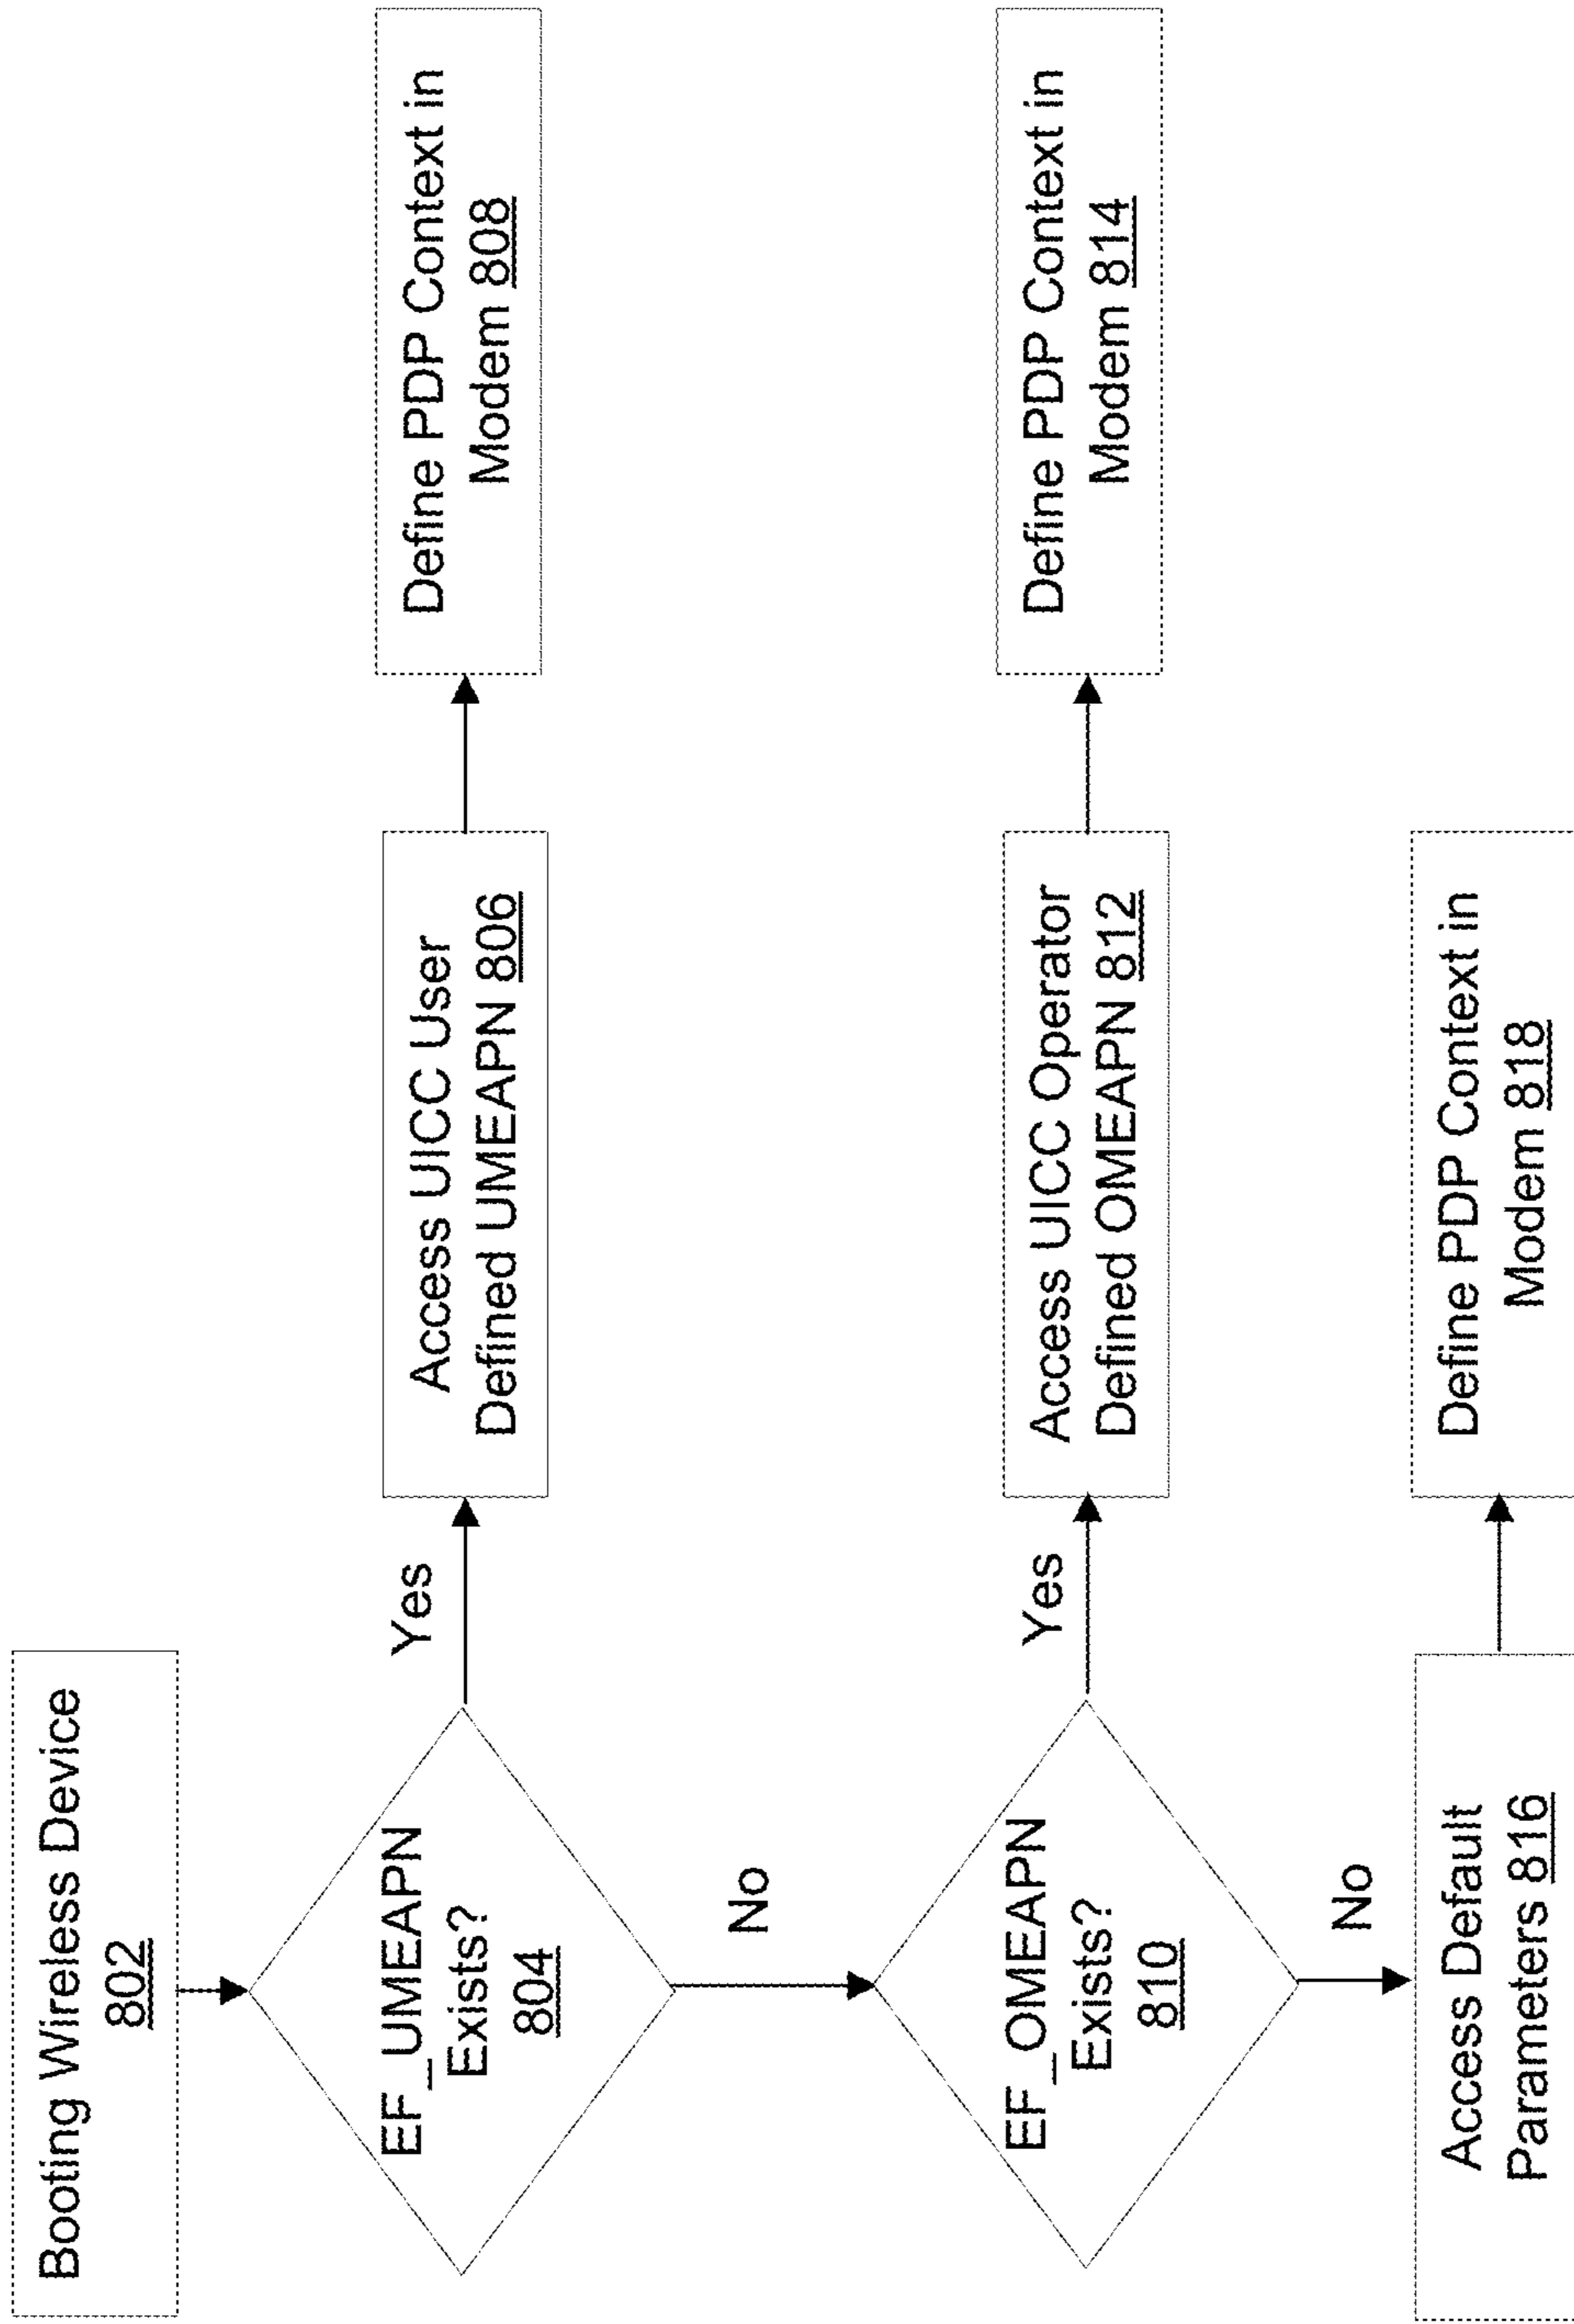 Booting Wireless Device
802
EF_UMEAPN
Exists?
804
Yes
Access UICC User
Defined UMEAPN 806
Define PDP Context in
Modem 808
No
EF_OMEAPN
Exists?
810
Yes
Access UICC Operator
Defined OMEAPN 812
Define PDP Context in
Modem 814
No
Access Default
Parameters 816
Define PDP Context in
Modem 818